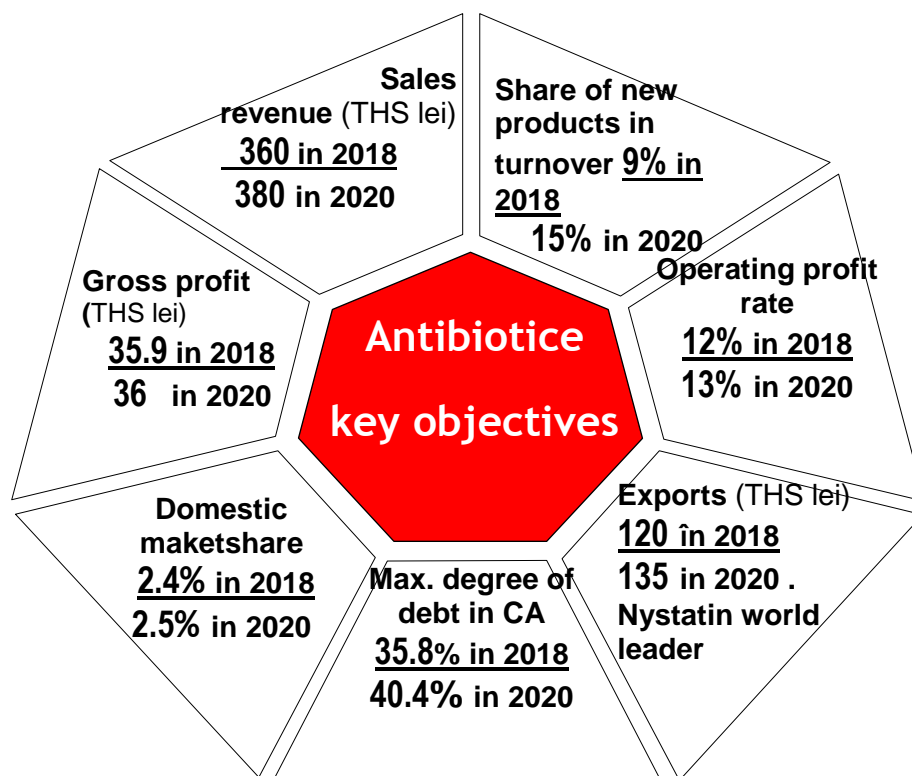 Sales
revenue (THS lei)
360 in 2018
380 in 2020
Share of new
products in
turnover 9% in
2018
15% in 2020
Operating profit
rate
12% in 2018
13% in 2020
Exports (THS lei)
120 în 2018
135 in 2020 .
Nystatin world
leader
Max. degree of
debt in CA
35.8% in 2018
40.4% in 2020
Domestic
maketshare
2.4% in 2018
2.5% in 2020
Gross profit
(THS lei)
35.9 in 2018
36 in 2020
Antibiotice
key objectives